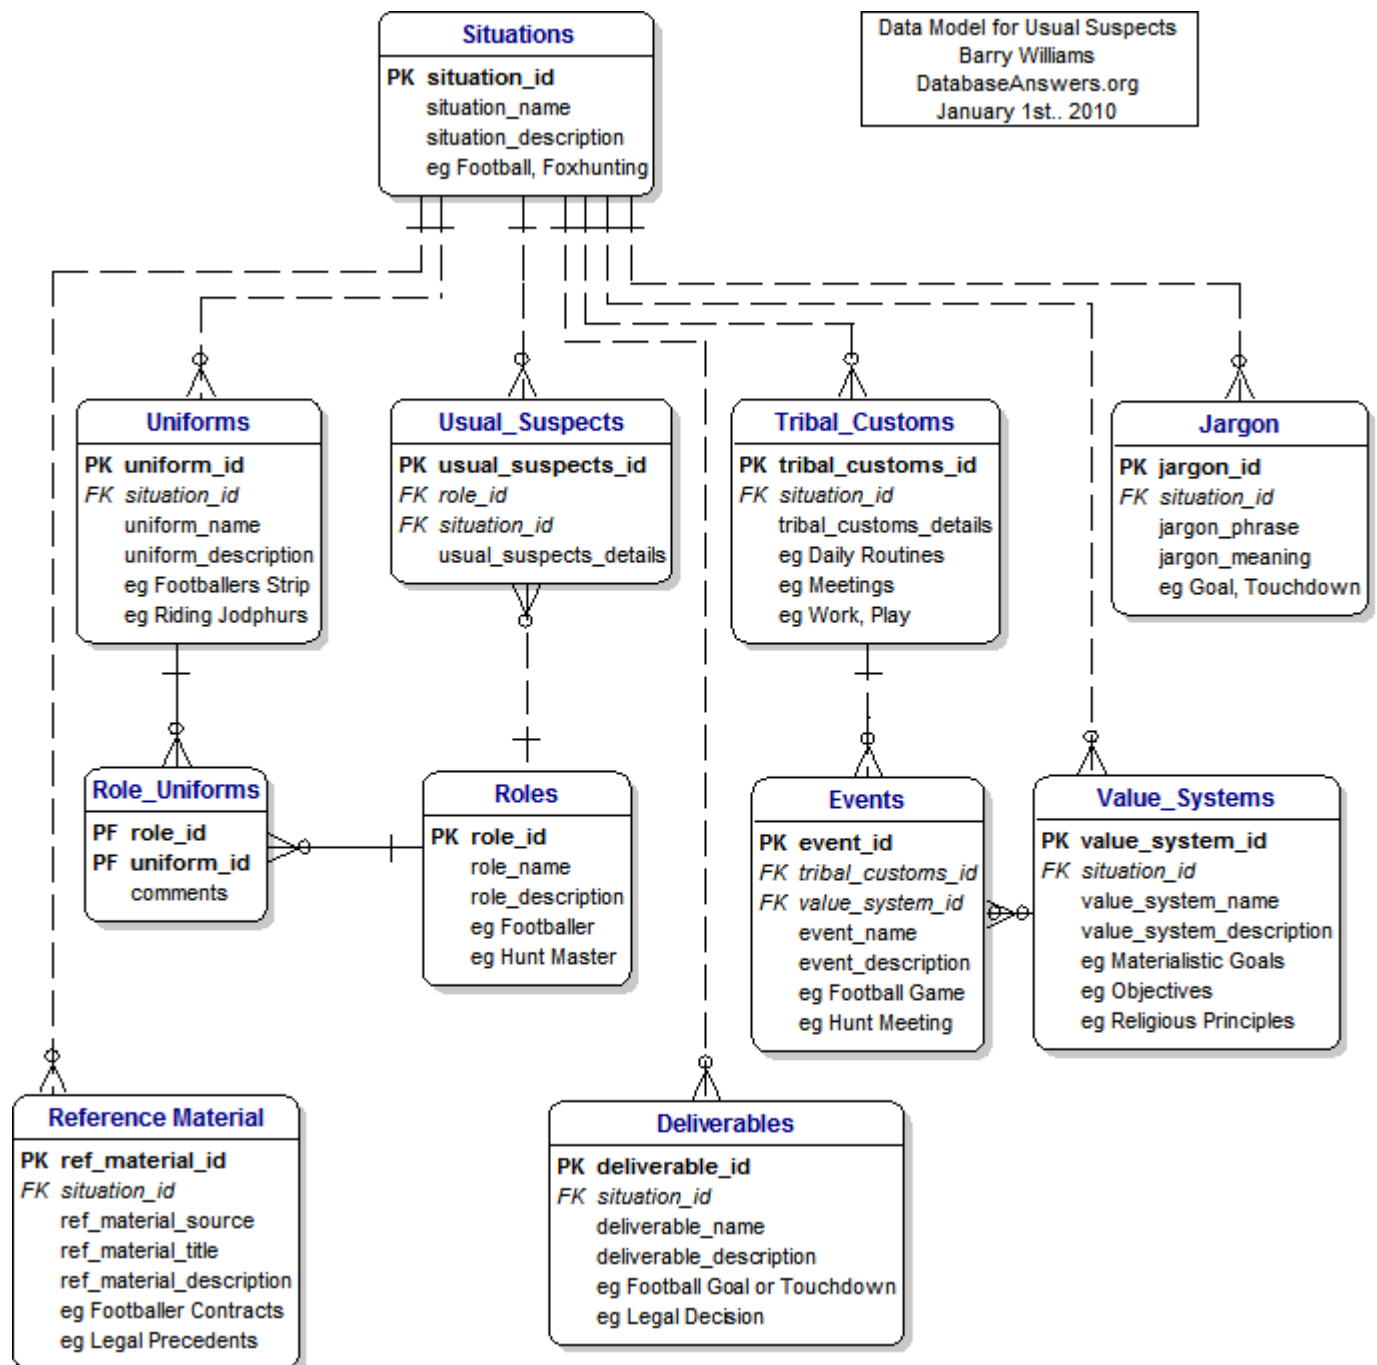 Situations
PK situation_id
situation_name
situation_description
eg Football, Foxhunting
Data Model for Usual Suspects
Barry Williams
DatabaseAnswers.org
January 1st.. 2010
Uniforms
PK uniform_id
FK situation_id
uniform_name
uniform_description
eg Footballers Strip
eg Riding Jodphurs
Usual_Suspects
PK usual_suspects_id
FK role_id
FK situation_id
usual_suspects_details
Tribal_Customs
PK tribal_customs_id
FK situation_id
tribal_customs_details
eg Daily Routines
eg Meetings
eg Work, Play
Jargon
PK jargon_id
FK situation_id
jargon_phrase
jargon_meaning
eg Goal, Touchdown
Role_Uniforms
PF role_id
PF uniform_id
comments
Roles
PK role_id
role_name
role_description
eg Footballer
eg Hunt Master
Events
PK event_id
FK tribal_customs_id
FK value_system_id
event_name
event_description
eg Football Game
eg Hunt Meeting
Value_Systems
PK value_system_id
FK situation_id
value_system_name
value_system_description
eg Materialistic Goals
eg Objectives
eg Religious Principles
Reference Material
PK ref_material_id
FK situation_id
ref_material_source
ref_material_title
ref_material_description
eg Footballer Contracts
eg Legal Precedents
Deliverables
PK deliverable_id
FK situation_id
deliverable_name
deliverable_description
eg Football Goal or Touchdown
eg Legal Decision